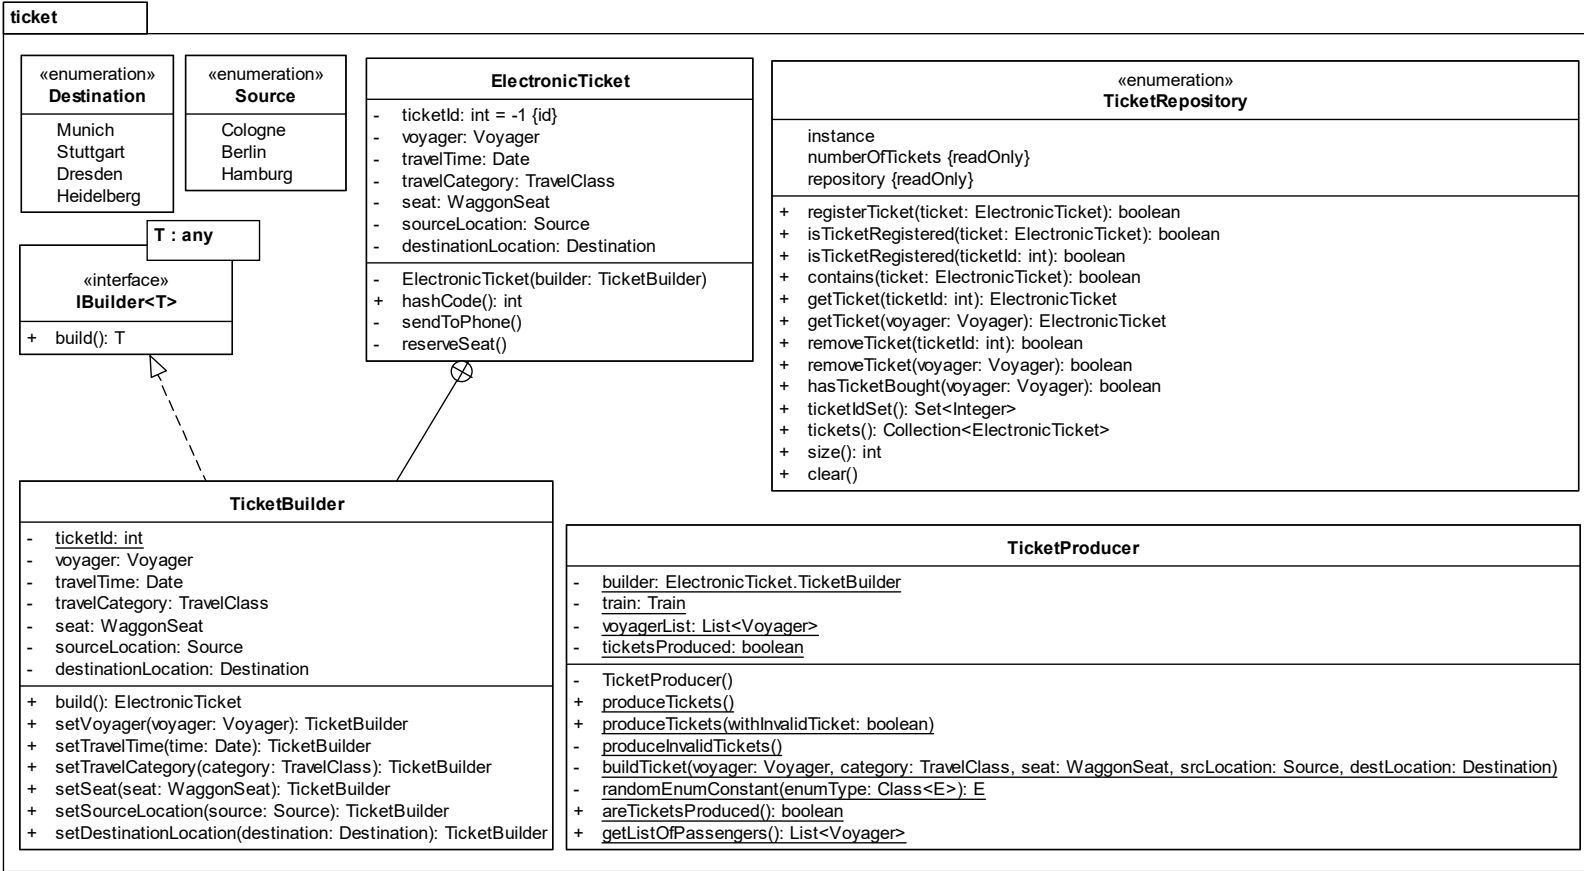 ticket
«enumeration»
Destination
Munich
Stuttgart
Dresden
Heidelberg
«enumeration»
Source
Cologne
Berlin
Hamburg
ElectronicTicket
- ticketId: int = -1 {id}
- voyager: Voyager
- travelTime: Date
- travelCategory: TravelClass
- seat: WaggonSeat
- sourceLocation: Source
- destinationLocation: Destination
- ElectronicTicket(builder: TicketBuilder)
+ hashCode(): int
- sendToPhone()
- reserveSeat()
«enumeration»
TicketRepository
instance
numberOfTickets {readOnly}
repository {readOnly}
+ registerTicket(ticket: ElectronicTicket): boolean
+ isTicketRegistered(ticket: ElectronicTicket): boolean
+ isTicketRegistered(ticketId: int): boolean
+ contains(ticket: ElectronicTicket): boolean
+ getTicket(ticketId: int): ElectronicTicket
+ getTicket(voyager: Voyager): ElectronicTicket
+ removeTicket(ticketId: int): boolean
+ removeTicket(voyager: Voyager): boolean
+ hasTicketBought(voyager: Voyager): boolean
+ ticketIdSet(): Set<Integer>
+ tickets(): Collection<ElectronicTicket>
+ size(): int
+ clear()
T : any
«interface»
IBuilder<T>
+ build(): T
TicketBuilder
- ticketId: int
- voyager: Voyager
- travelTime: Date
- travelCategory: TravelClass
- seat: WaggonSeat
- sourceLocation: Source
- destinationLocation: Destination
+ build(): ElectronicTicket
+ setVoyager(voyager: Voyager): TicketBuilder
+ setTravelTime(time: Date): TicketBuilder
+ setTravelCategory(category: TravelClass): TicketBuilder
+ setSeat(seat: WaggonSeat): TicketBuilder
+ setSourceLocation(source: Source): TicketBuilder
+ setDestinationLocation(destination: Destination): TicketBuilder
TicketProducer
- builder: ElectronicTicket.TicketBuilder
- train: Train
- voyagerList: List<Voyager>
- ticketsProduced: boolean
- TicketProducer()
+ produceTickets()
+ produceTickets(withInvalidTicket: boolean)
- produceInvalidTickets()
- buildTicket(voyager: Voyager, category: TravelClass, seat: WaggonSeat, srcLocation: Source, destLocation: Destination)
- randomEnumConstant(enumType: Class<E>): E
+ areTicketsProduced(): boolean
+ getListOfPassengers(): List<Voyager>